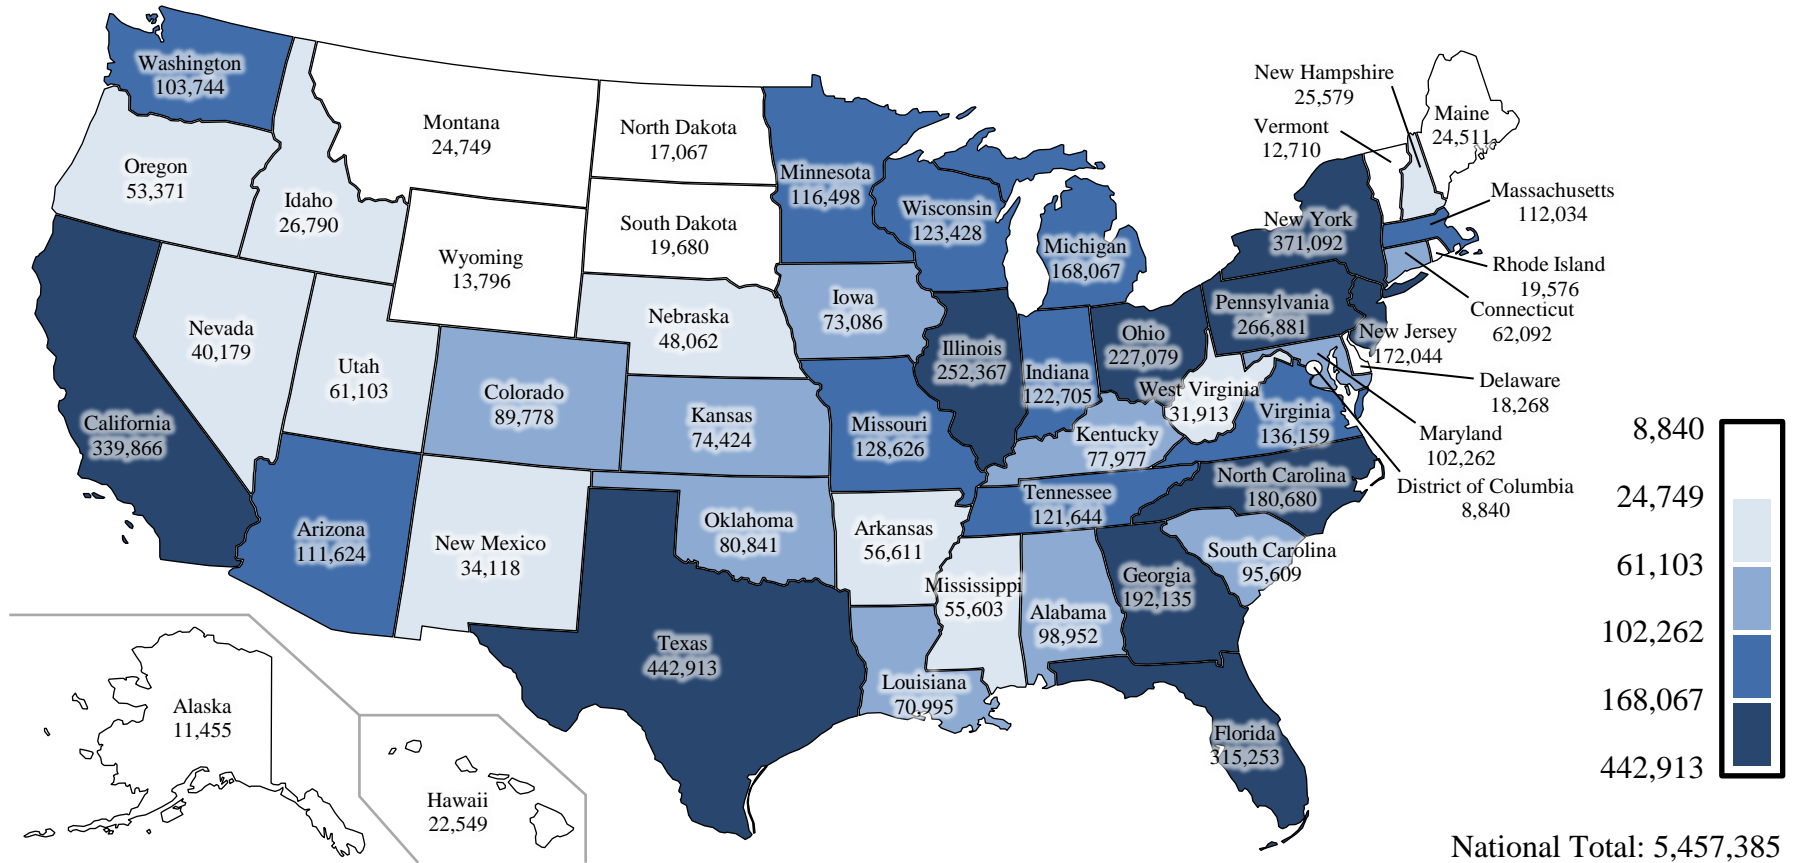 Washington
103,744
Oregon
53,371
Idaho
26,790
Montana
24,749
North Dakota
17,067
South Dakota
19,680
Wyoming
13,796
Minnesota
116,498
Wisconsin
123,428
Michigan
168,067
New Hampshire
25,579
Vermont
12,710
Maine
24,511
Massachusetts
112,034
New York
371,092
Rhode Island
19,576
Connecticut
62,092
Pennsylvania
266,881
New Jersey
172,044
Delaware
18,268
Maryland
102,262
District of Columbia
8,840
Nevada
40,179
Utah
61,103
Colorado
89,778
Nebraska
48,062
Iowa
73,086
Kansas
74,424
Missouri
128,626
Illinois
252,367
Indiana
122,705
Ohio
227,079
West Virginia
31,913
Virginia
136,159
Kentucky
77,977
North Carolina
180,680
Tennessee
121,644
South Carolina
95,609
California
339,866
Arizona
111,624
New Mexico
34,118
Oklahoma
80,841
Arkansas
56,611
Mississippi
55,603
Alabama
98,952
Georgia
192,135
Texas
442,913
Louisiana
70,995
Florida
315,253
Alaska
11,455
Hawaii
22,549
8,840
24,749
61,103
102,262
168,067
442,913
National Total: 5,457,385